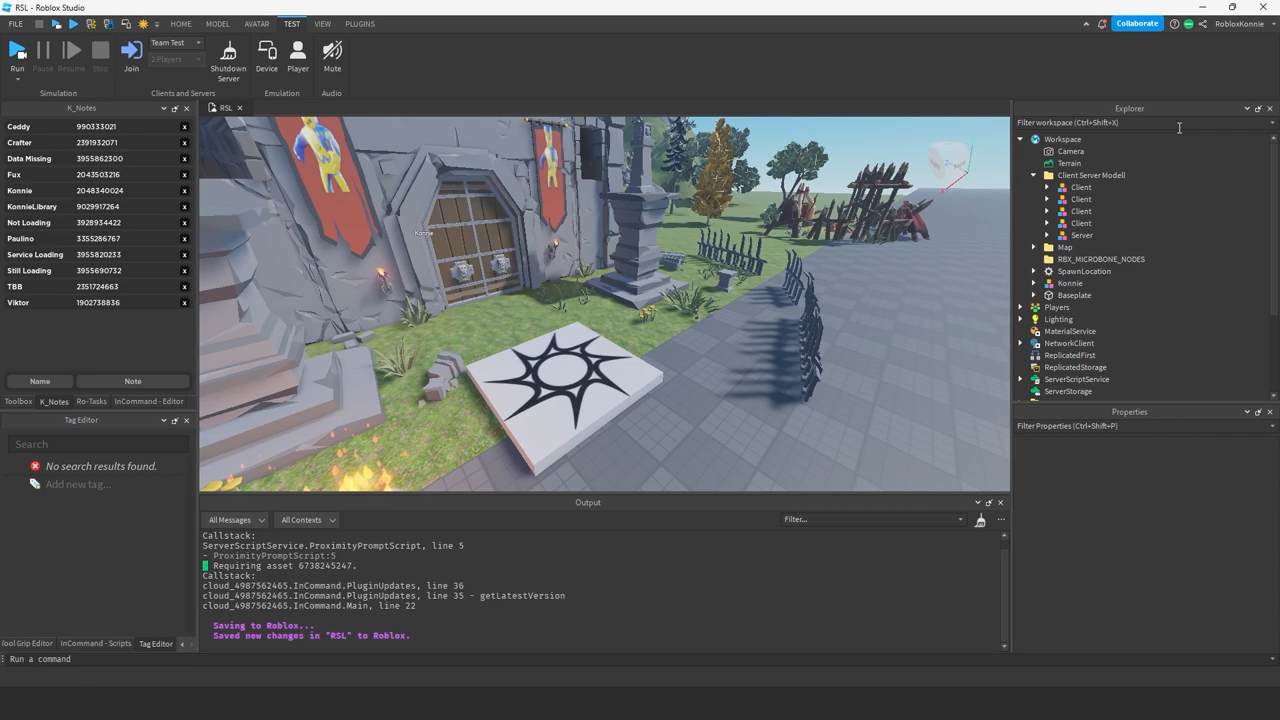 RSL - Roblox Studio
FILE HOME MODEL AVATAR TEST VIEW PLUGINS
Collaborate
RobloxKonnie
Run Pause Resume Stop Join Team Test 2 Players Shutdown Server Device Player Mute
Simulation Clients and Servers Emulation Audio
K_Notes
Ceddy 990333021 x
Crafter 2391932071 x
Data Missing 3955862300 x
Fux 2043503216 x
Konnie 2048340024 x
KonnieLibrary 9029917264 x
Not Loading 3928934422 x
Paulino 3355286767 x
Service Loading 3955820233 x
Still Loading 3955690732 x
TBB 2351724663 x
Viktor 1902738836 x
Name Note
Toolbox K_Notes Ro-Tasks InCommand - Editor
Tag Editor
Search
No search results found.
Add new tag...
Tool Grip Editor InCommand - Scripts Tag Editor
RSL
Konnie
Output
All Messages All Contexts Filter...
Callstack:
ServerScriptService.ProximityPromptScript, line 5
- ProximityPromptScript:5
Requiring asset 6738245247.
Callstack:
cloud_4987562465.InCommand.PluginUpdates, line 36
cloud_4987562465.InCommand.PluginUpdates, line 35 - getLatestVersion
cloud_4987562465.InCommand.Main, line 22
Saving to Roblox...
Saved new changes in "RSL" to Roblox.
Run a command
Explorer
Filter workspace (Ctrl+Shift+X)
Workspace
Camera
Terrain
Client Server Modell
Client
Client
Client
Client
Server
Map
RBX_MICROBONE_NODES
SpawnLocation
Konnie
Baseplate
Players
Lighting
MaterialService
NetworkClient
ReplicatedFirst
ReplicatedStorage
ServerScriptService
ServerStorage
Properties
Filter Properties (Ctrl+Shift+P)